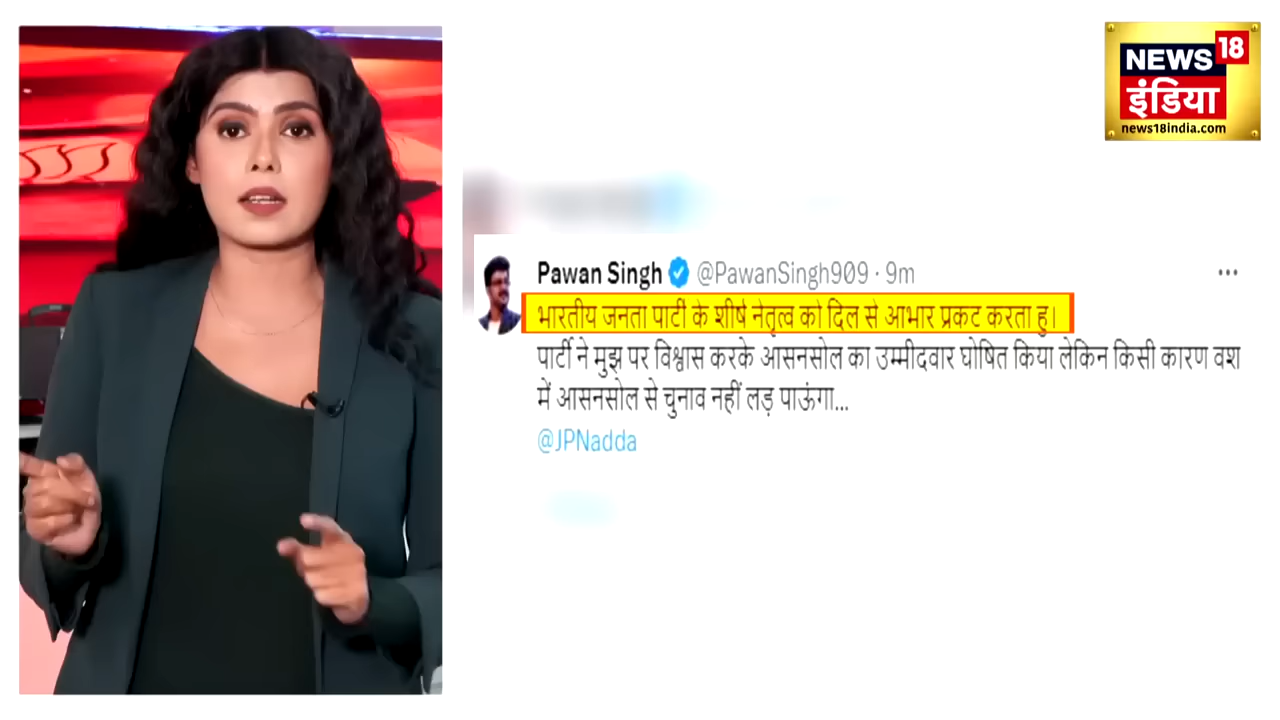 NEWS 18
इंडिया
news18india.com
Pawan Singh @PawanSingh909 · 9m
भारतीय जनता पार्टी के शीर्ष नेतृत्व को दिल से आभार प्रकट करता हु।
पार्टी ने मुझ पर विश्वास करके आसनसोल का उम्मीदवार घोषित किया लेकिन किसी कारण वश
में आसनसोल से चुनाव नहीं लड़ पाऊंगा...
@JPNadda